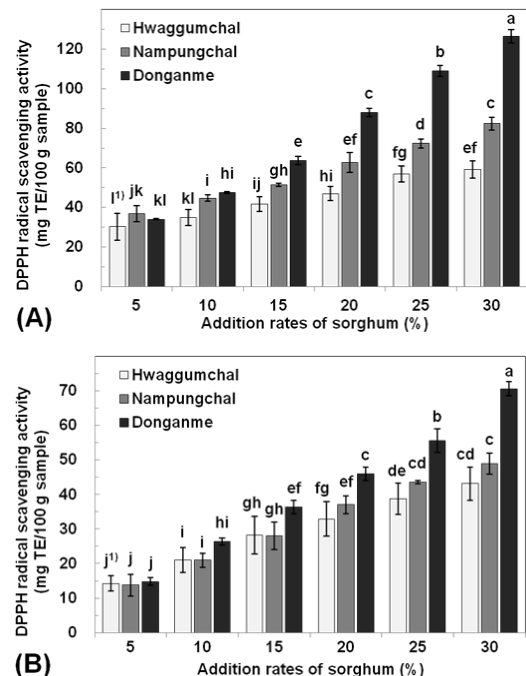 DPPH radical scavenging activity
(mg TE/100 g sample)
Hwaggumchal
Nampungchal
Donganme
120
100
80
60
40
20
0
l¹⁾ jk kl
kl i hi
ij gh e
hi ef c
fg d b
ef c a
5 10 15 20 25 30
Addition rates of sorghum (%)
(A)
DPPH radical scavenging activity
(mg TE/100 g sample)
Hwaggumchal
Nampungchal
Donganme
70
60
50
40
30
20
10
0
j¹⁾ j j
i i hi
gh gh ef
fg ef c
de cd b
cd c a
5 10 15 20 25 30
Addition rates of sorghum (%)
(B)